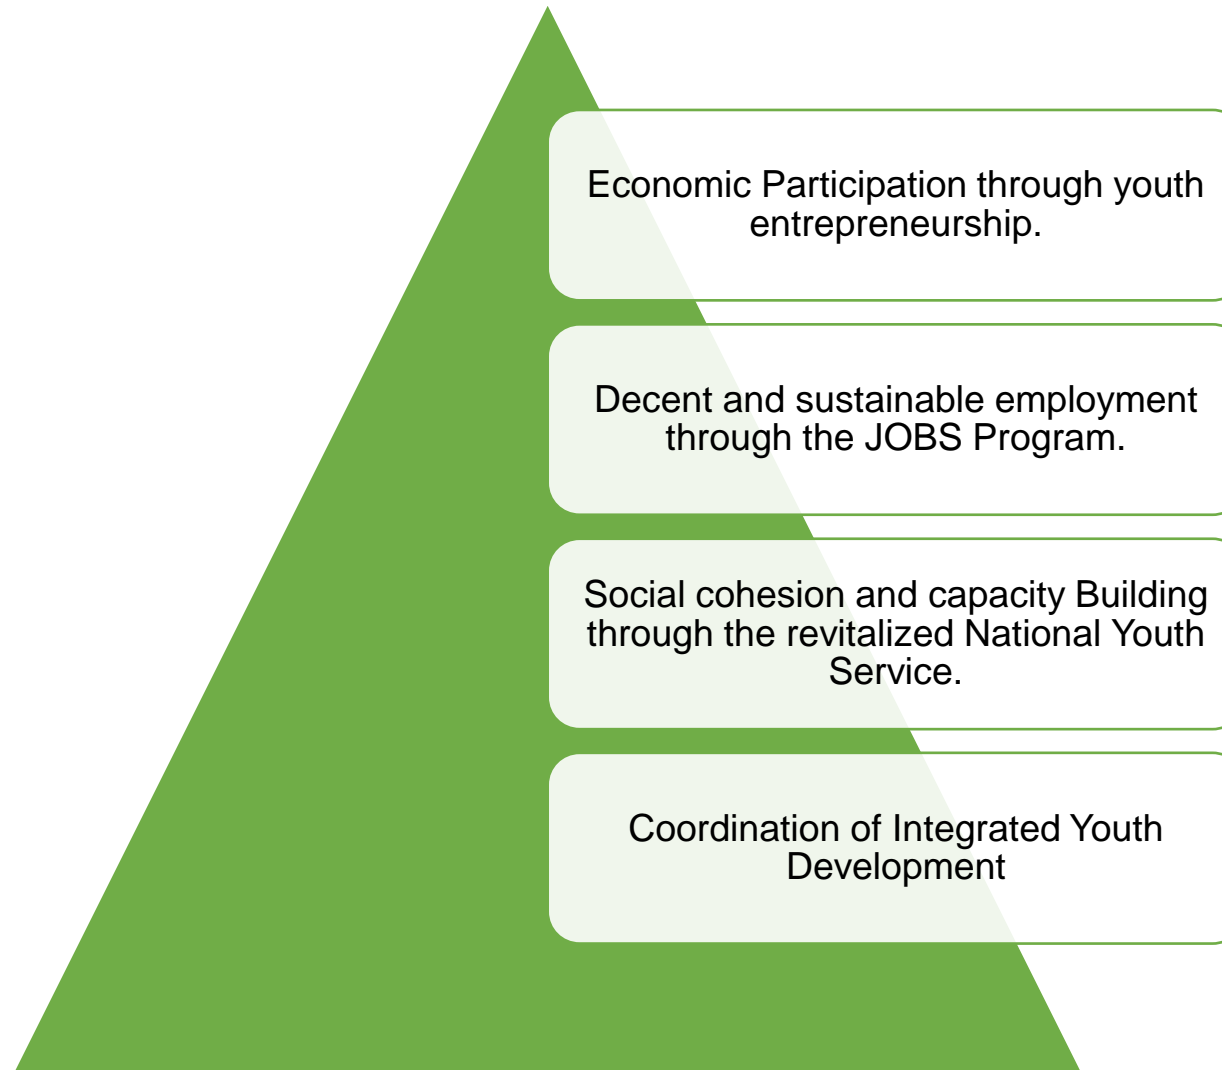 Economic Participation through youth
entrepreneurship.
Decent and sustainable employment
through the JOBS Program.
Social cohesion and capacity Building
through the revitalized National Youth
Service.
Coordination of Integrated Youth
Development